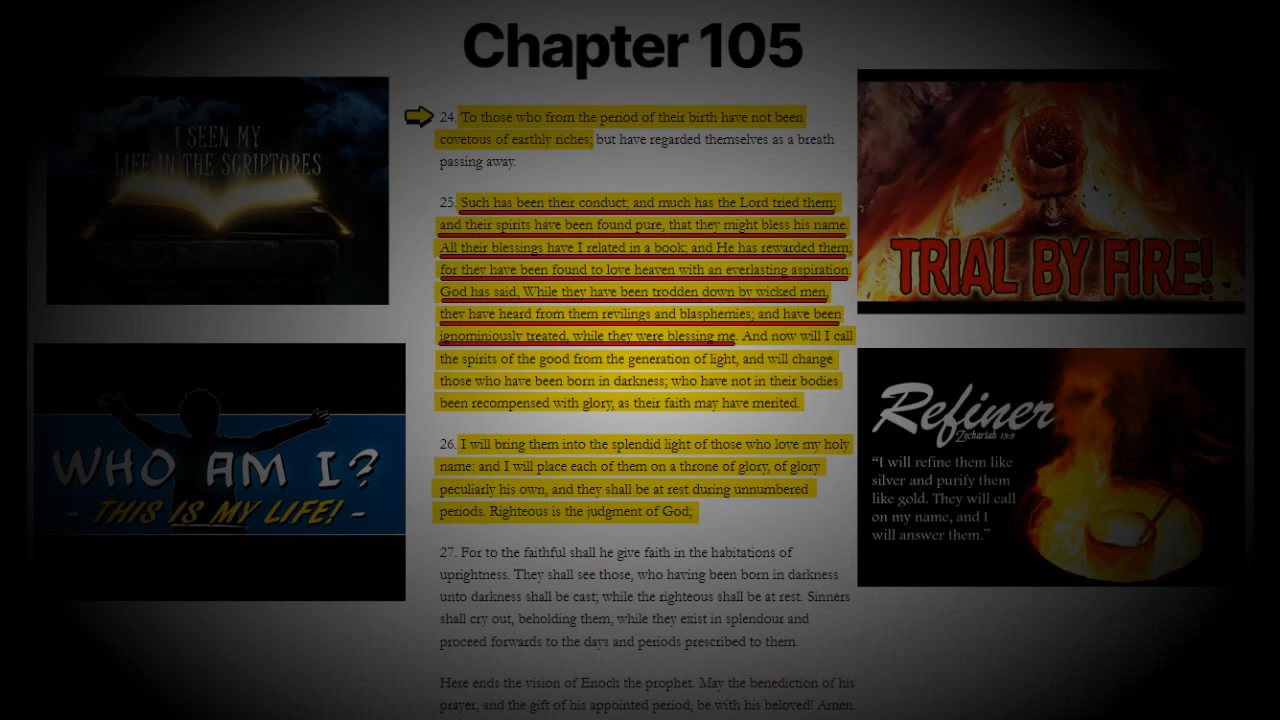 Chapter 105
I SEEN MY
LIFE IN THE SCRIPTORES
WHO AM I?
- THIS IS MY LIFE! -
24. To those who from the period of their birth have not been
covetous of earthly riches; but have regarded themselves as a breath
passing away.
25. Such has been their conduct; and much has the Lord tried them;
and their spirits have been found pure, that they might bless his name.
All their blessings have I related in a book; and He has rewarded them;
for they have been found to love heaven with an everlasting aspiration.
God has said, While they have been trodden down by wicked men,
they have heard from them revilings and blasphemies; and have been
ignominiously treated, while they were blessing me. And now will I call
the spirits of the good from the generation of light, and will change
those who have been born in darkness; who have not in their bodies
been recompensed with glory, as their faith may have merited.
26. I will bring them into the splendid light of those who love my holy
name: and I will place each of them on a throne of glory, of glory
peculiarly his own, and they shall be at rest during unnumbered
periods. Righteous is the judgment of God;
27. For to the faithful shall he give faith in the habitations of
uprightness. They shall see those, who having been born in darkness
unto darkness shall be cast; while the righteous shall be at rest. Sinners
shall cry out, beholding them, while they exist in splendour and
proceed forwards to the days and periods prescribed to them.
Here ends the vision of Enoch the prophet. May the benediction of his
prayer, and the gift of his appointed period, be with his beloved! Amen.
TRIAL BY FIRE!
Refiner
Zechariah 13:9
“I will refine them like
silver and purify them
like gold. They will call
on my name, and I
will answer them.”